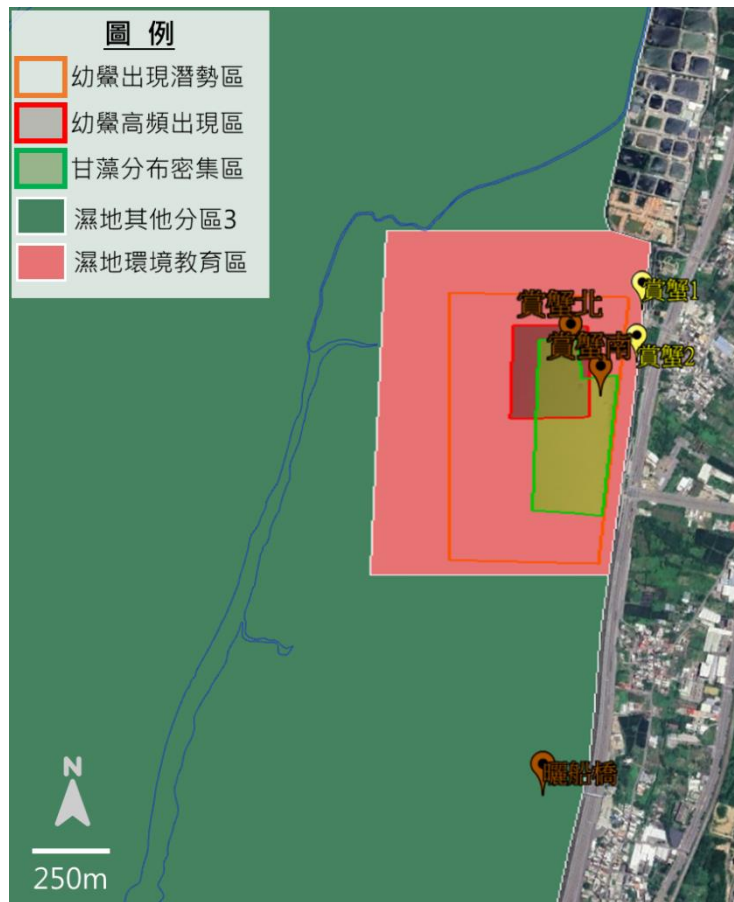 圖 例
幼鱟出現潛勢區
幼鱟高頻出現區
甘藻分布密集區
濕地其他分區3
濕地環境教育區
賞蟹1
賞蟹北
賞蟹南
賞蟹2
曬船橋
N
250m